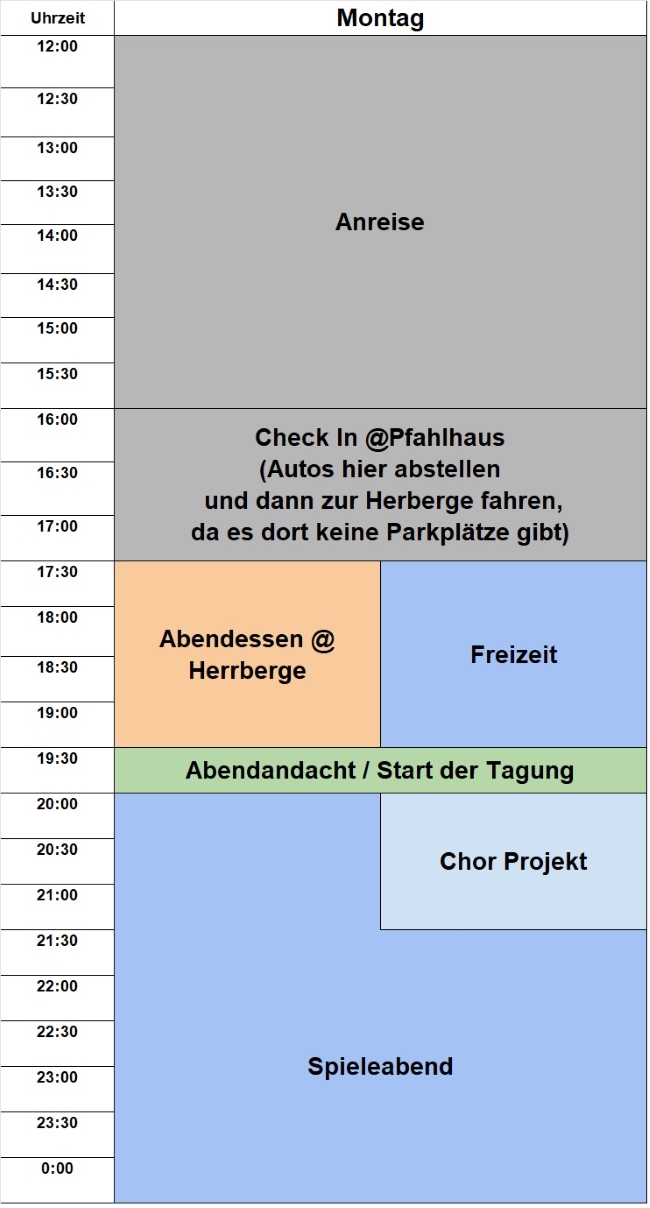 Uhrzeit Montag
12:00
12:30
13:00
13:30
Anreise
14:00
14:30
15:00
15:30
16:00
Check In @Pfahlhaus
(Autos hier abstellen
und dann zur Herberge fahren,
da es dort keine Parkplätze gibt)
16:30
17:00
17:30
18:00
Abendessen @
Herrberge
Freizeit
18:30
19:00
19:30
Abendandacht / Start der Tagung
20:00
20:30
Chor Projekt
21:00
21:30
22:00
22:30
Spieleabend
23:00
23:30
0:00